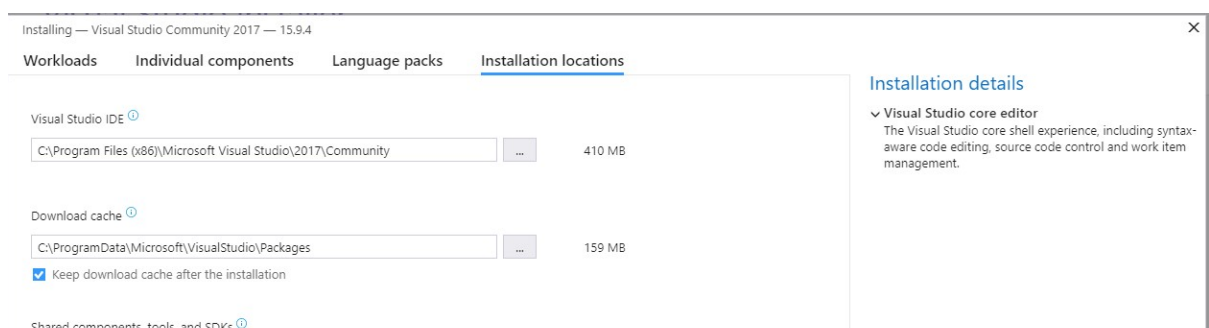 Installing — Visual Studio Community 2017 — 15.9.4
Workloads Individual components Language packs Installation locations
Installation details
Visual Studio core editor
The Visual Studio core shell experience, including syntax-
aware code editing, source code control and work item
management.
Visual Studio IDE
C:\Program Files (x86)\Microsoft Visual Studio\2017\Community ... 410 MB
Download cache
C:\ProgramData\Microsoft\VisualStudio\Packages ... 159 MB
Keep download cache after the installation
Shared components, tools, and SDKs